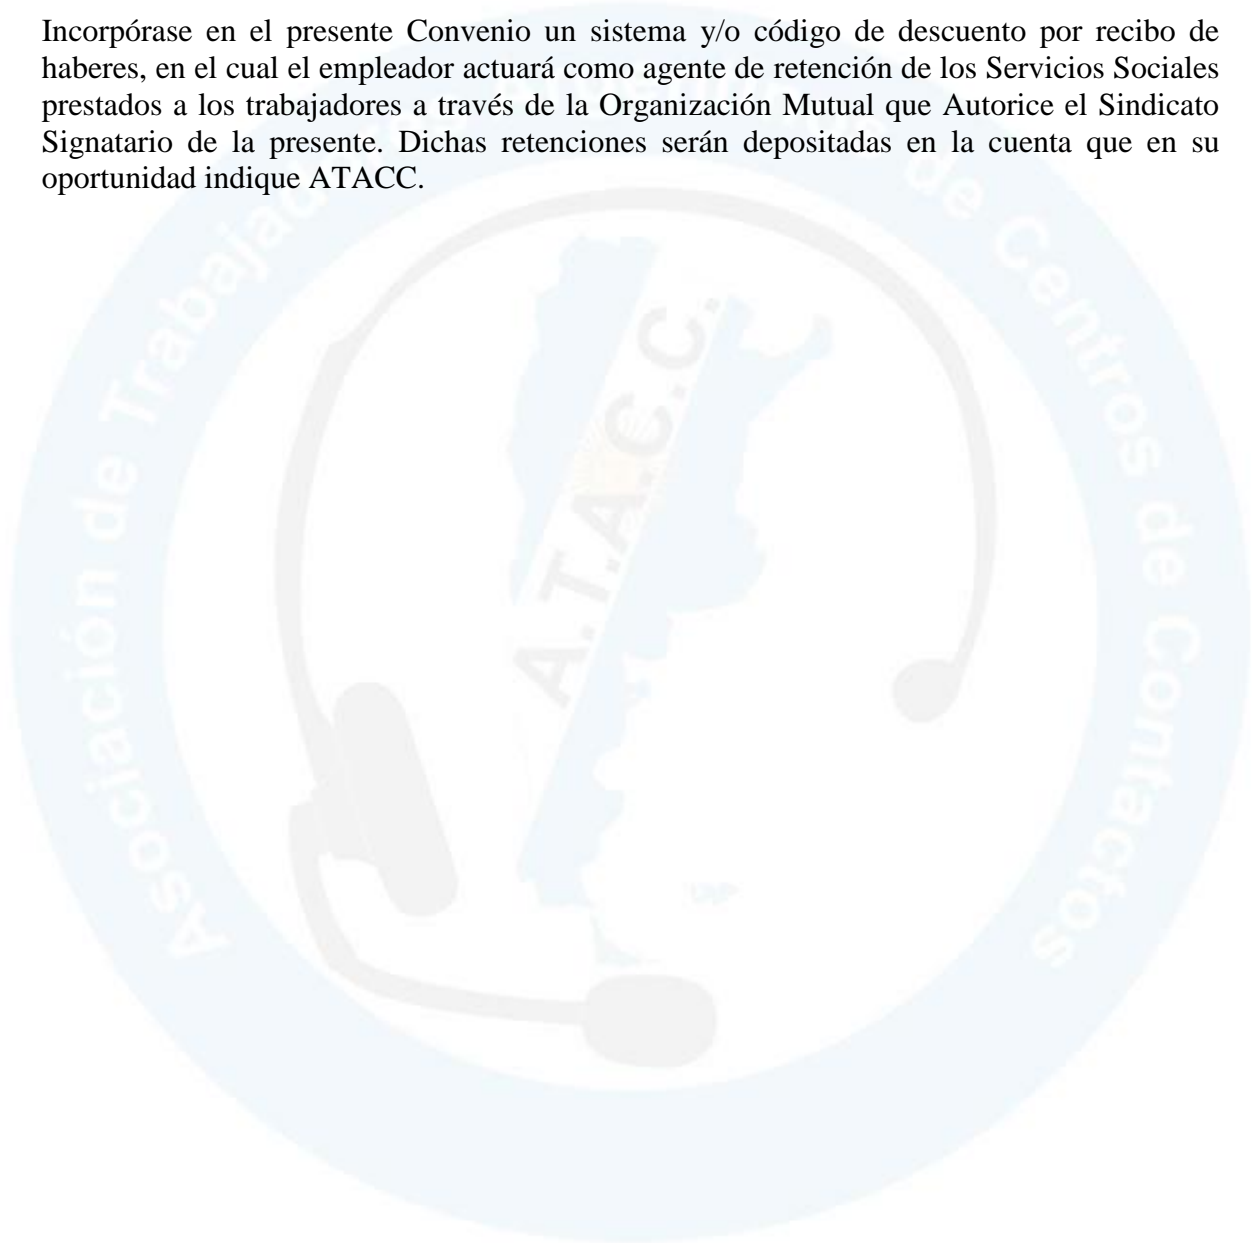 Incorpórase en el presente Convenio un sistema y/o código de descuento por recibo de
haberes, en el cual el empleador actuará como agente de retención de los Servicios Sociales
prestados a los trabajadores a través de la Organización Mutual que Autorice el Sindicato
Signatario de la presente. Dichas retenciones serán depositadas en la cuenta que en su
oportunidad indique ATACC.
Asociación de Trabajadores Argentinos de Centros de Contactos
A.T.A.C.C.